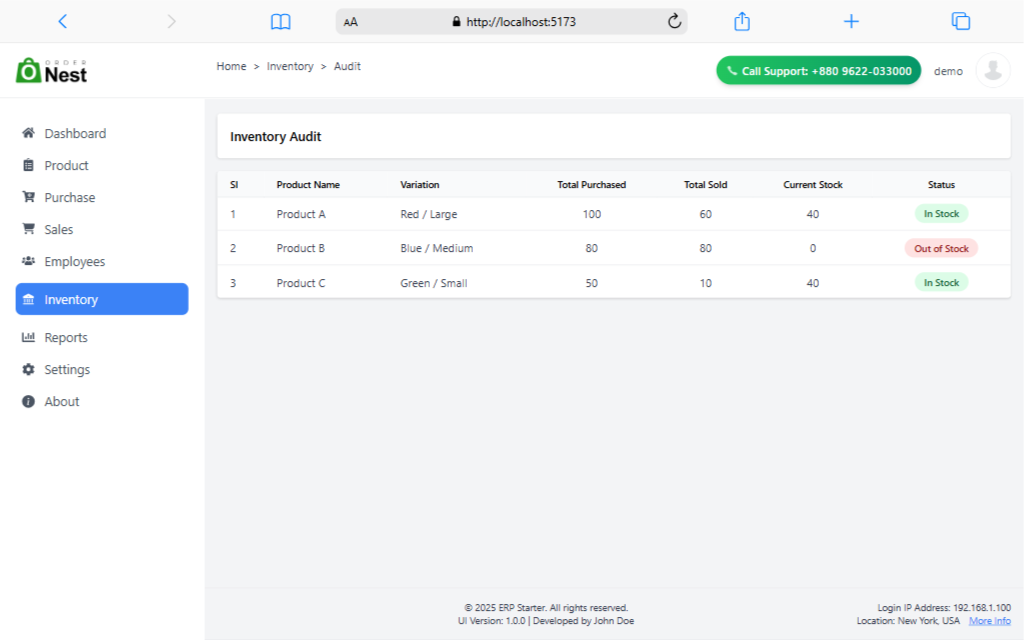 AA http://localhost:5173
ORDER
Nest
Home > Inventory > Audit
Call Support: +880 9622-033000
demo
Dashboard
Product
Purchase
Sales
Employees
Inventory
Reports
Settings
About
Inventory Audit
Sl Product Name Variation Total Purchased Total Sold Current Stock Status
1 Product A Red / Large 100 60 40 In Stock
2 Product B Blue / Medium 80 80 0 Out of Stock
3 Product C Green / Small 50 10 40 In Stock
© 2025 ERP Starter. All rights reserved.
UI Version: 1.0.0 | Developed by John Doe
Login IP Address: 192.168.1.100
Location: New York, USA More Info